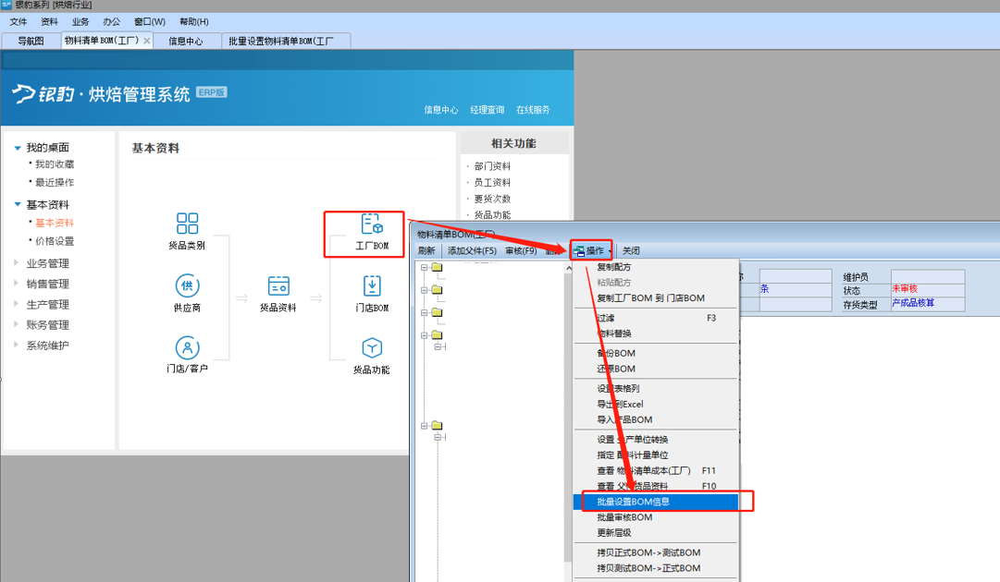 银豹系列 [烘焙行业]
文件 资料 业务 办公 窗口(W) 帮助(H)
导航图 物料清单BOM(工厂) 信息中心 批量设置物料清单BOM(工厂
银豹·烘焙管理系统 ERP版
信息中心 经理查询 在线服务
我的桌面
我的收藏
最近操作
基本资料
基本资料
价格设置
业务管理
销售管理
生产管理
账务管理
系统维护
基本资料
货品类别
工厂BOM
供
供应商
货品资料
门店BOM
门店/客户
货品功能
相关功能
· 部门资料
· 员工资料
· 要货次数
· 货品功能
物料清单BOM(工厂)
刷新 添加父件(F5) 审核(F9) 操作 关闭
复制配方
粘贴配方
复制工厂BOM 到 门店BOM
过滤 F3
物料替换
备份BOM
还原BOM
设置表格列
导出到Excel
导入产品BOM
设置 生产单位转换
指定 配料计量单位
查看 物料清单成本(工厂) F11
查看 父件货品资料 F10
批量设置BOM信息
批量审核BOM
更新层级
拷贝正式BOM->测试BOM
拷贝测试BOM->正式BOM
条
维护员
状态 未审核
存货类型 产成品核算